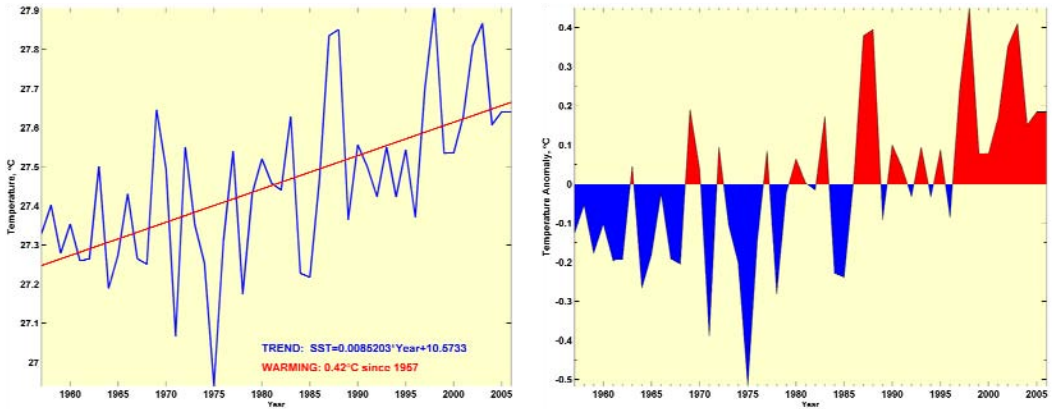 27.9
27.8
27.7
27.6
27.5
27.4
27.3
27.2
27.1
27
Temperature, °C
TREND: SST=0.0085203*Year+10.5733
WARMING: 0.42°C since 1957
1960 1965 1970 1975 1980 1985 1990 1995 2000 2005
Year
0.4
0.3
0.2
0.1
0
-0.1
-0.2
-0.3
-0.4
-0.5
Temperature Anomly, °C
1960 1965 1970 1975 1980 1985 1990 1995 2000 2005
Year